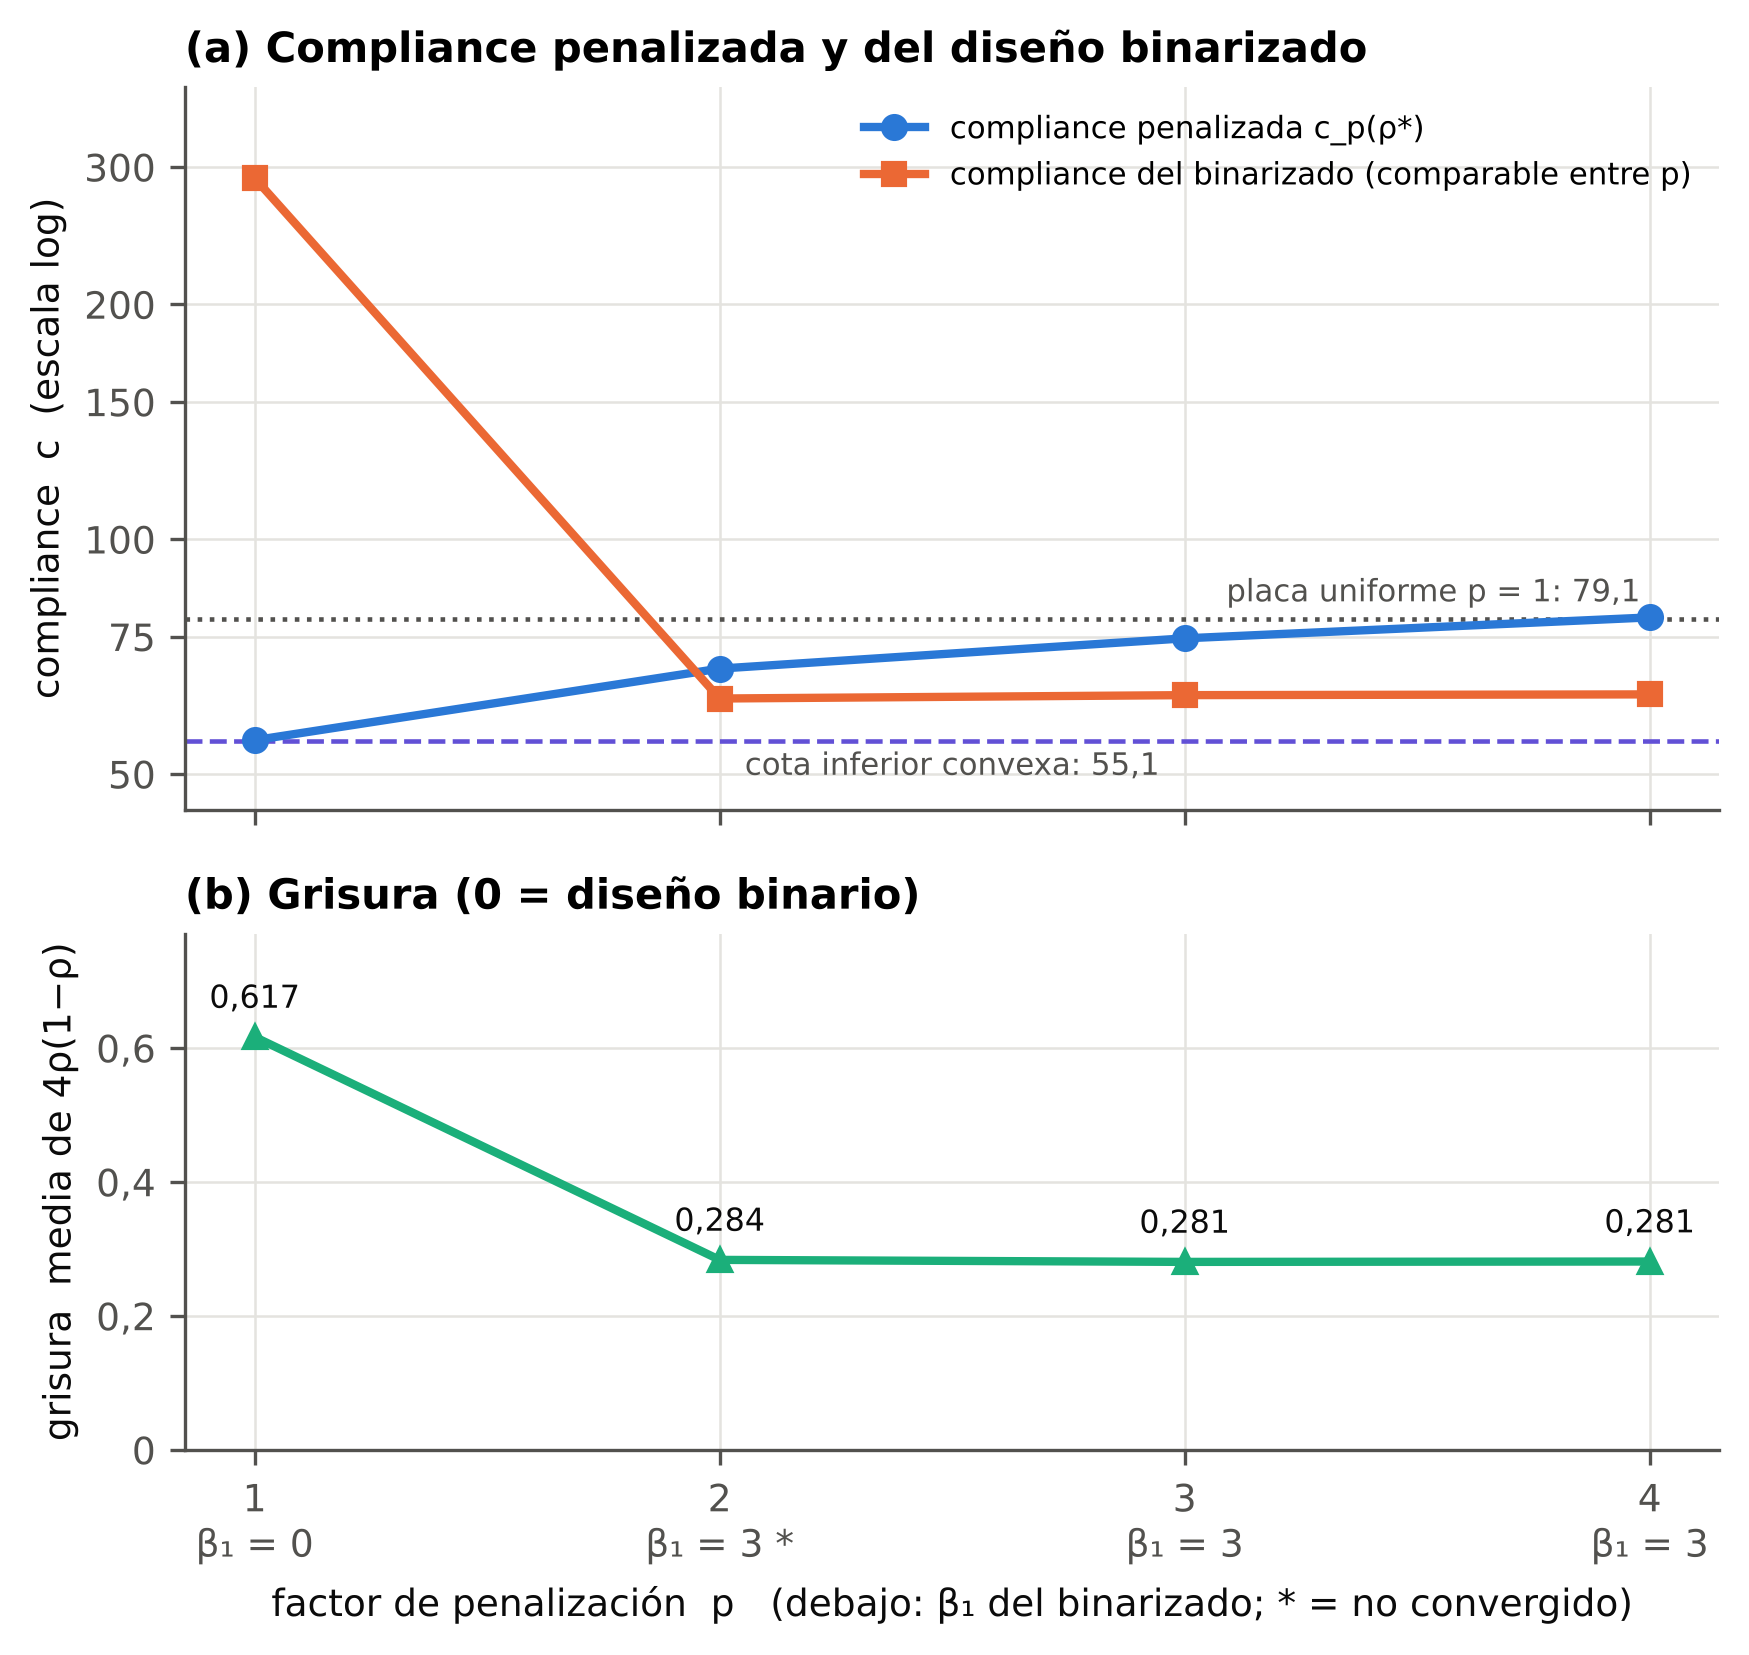 (a) Compliance penalizada y del diseño binarizado
compliance penalizada c_p(ρ*)
compliance del binarizado (comparable entre p)
compliance c (escala log)
300
200
150
100
75
50
placa uniforme p = 1: 79,1
cota inferior convexa: 55,1
(b) Grisura (0 = diseño binario)
grisura media de 4ρ(1−ρ)
0,6
0,4
0,2
0
0,617
0,284
0,281
0,281
1 2 3 4
β₁ = 0 β₁ = 3 * β₁ = 3 β₁ = 3
factor de penalización p (debajo: β₁ del binarizado; * = no convergido)